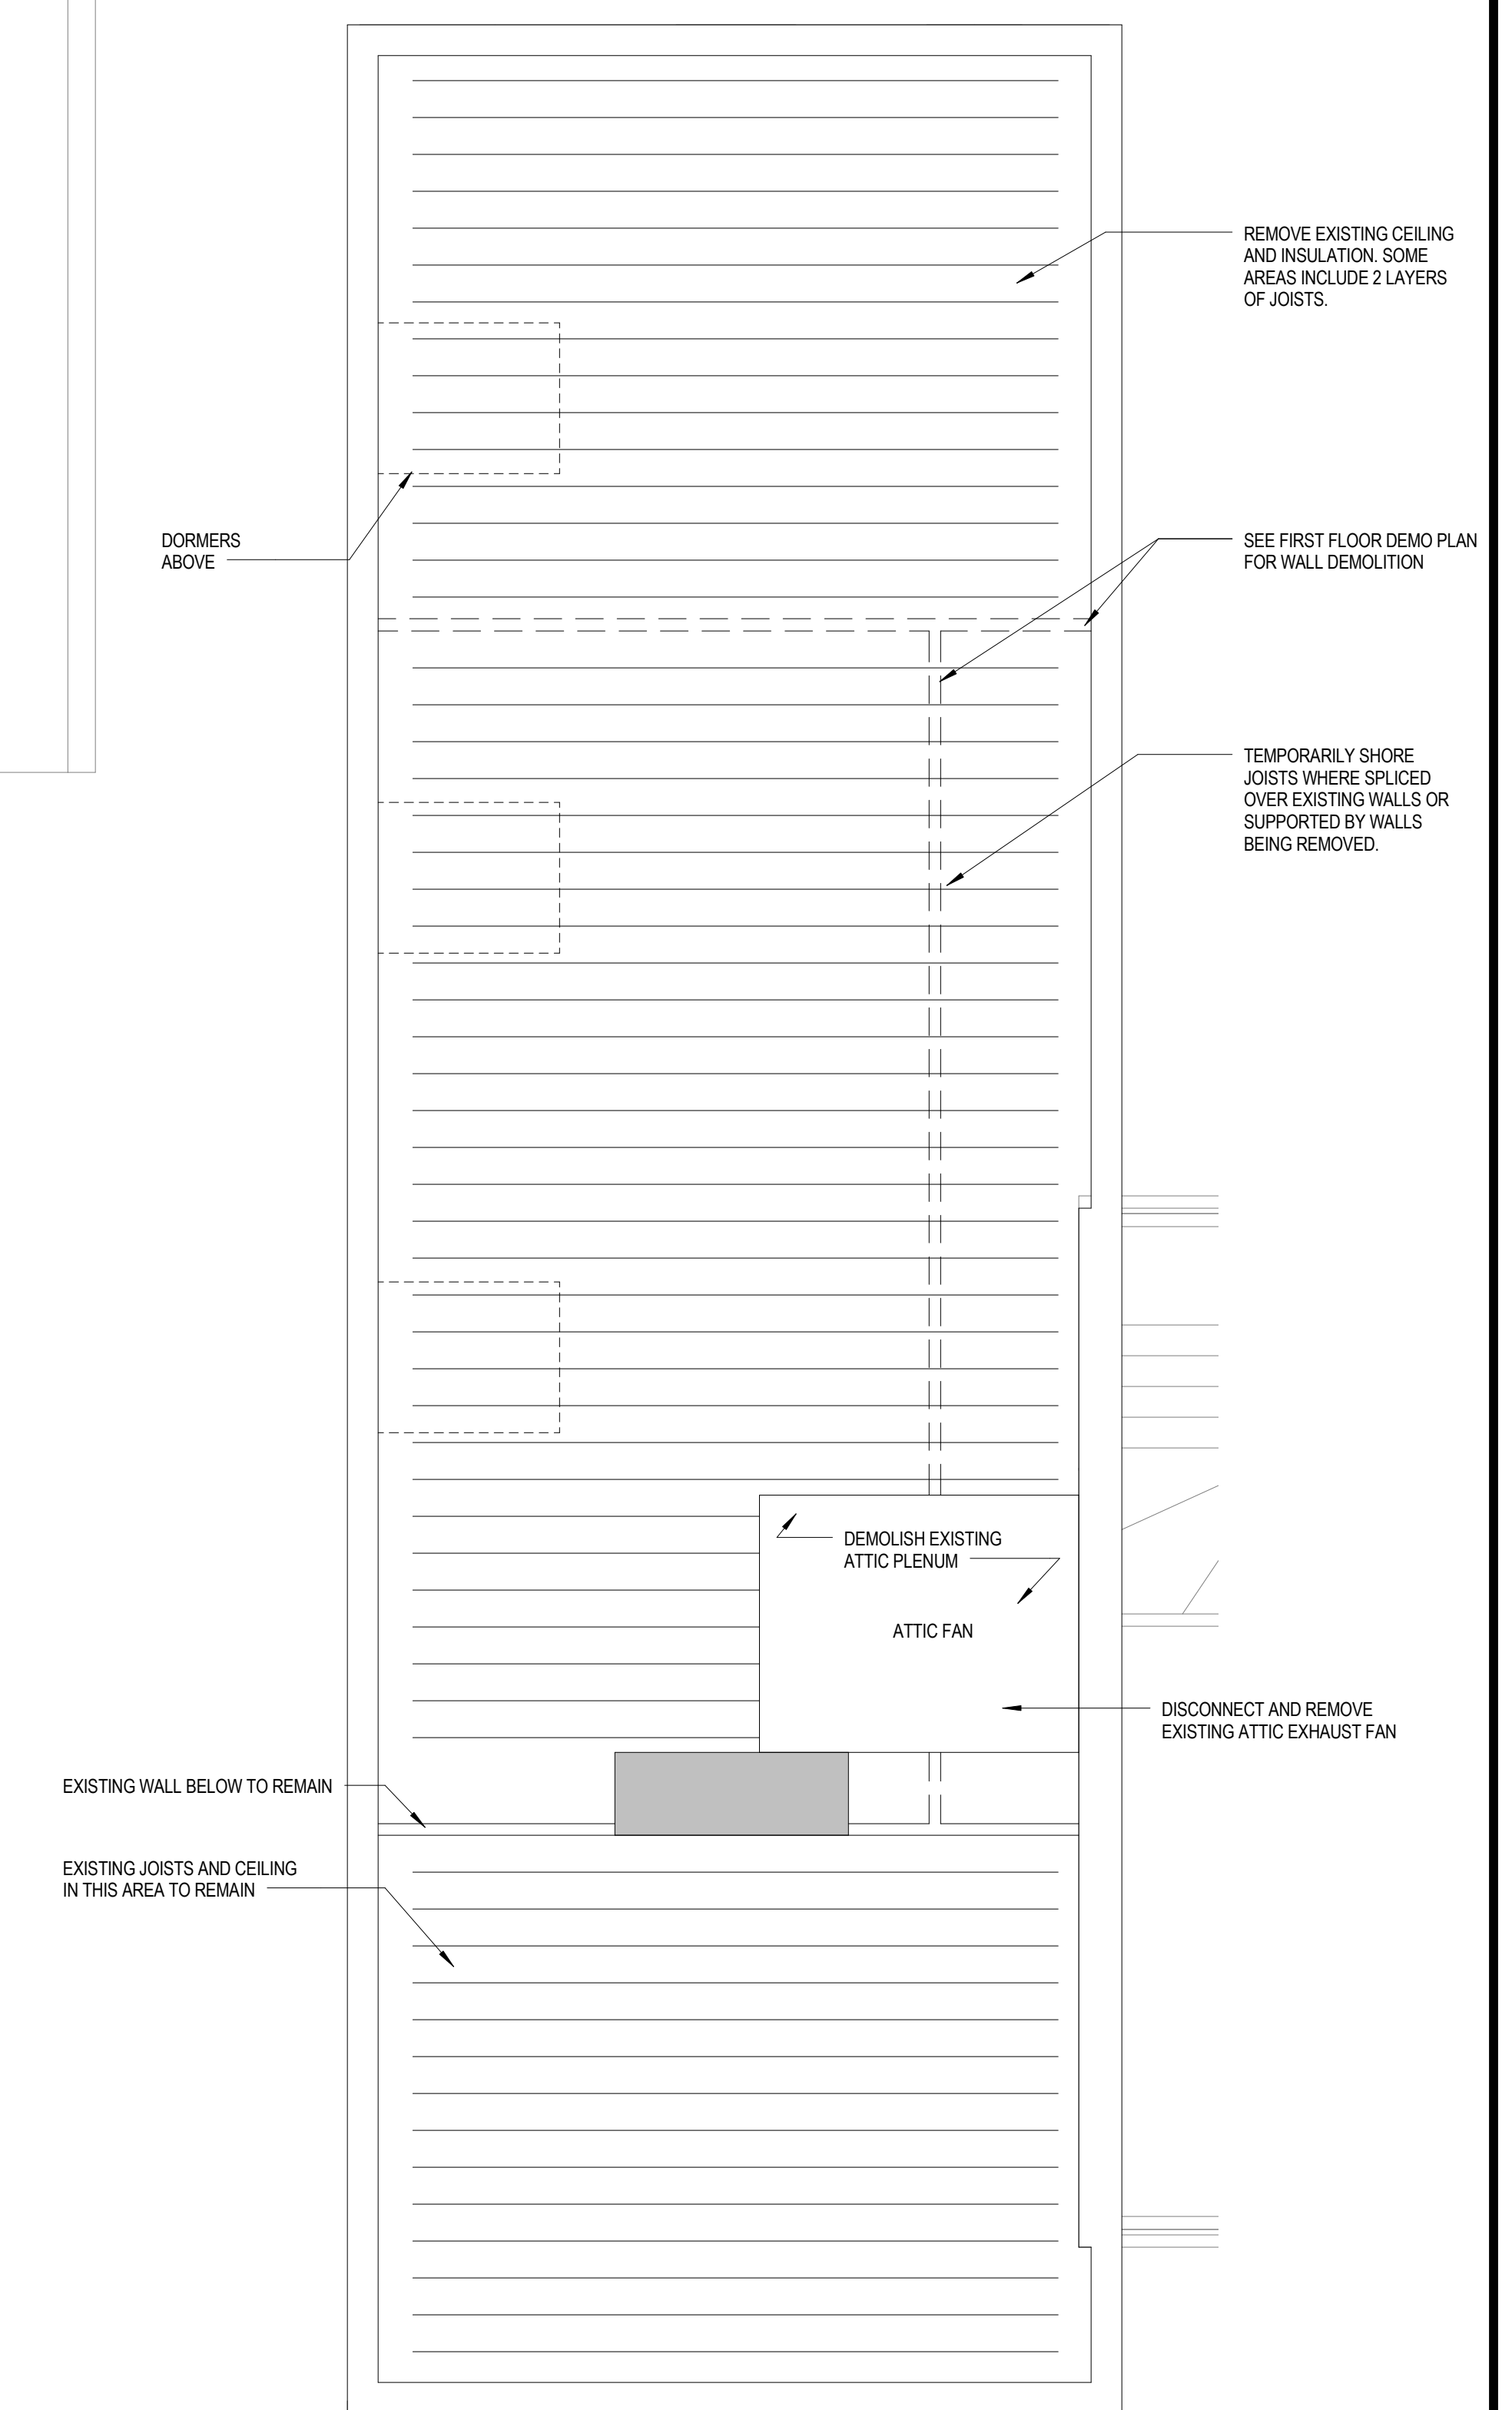 REMOVE EXISTING CEILING
AND INSULATION. SOME
AREAS INCLUDE 2 LAYERS
OF JOISTS.
DORMERS
ABOVE
SEE FIRST FLOOR DEMO PLAN
FOR WALL DEMOLITION
TEMPORARILY SHORE
JOISTS WHERE SPLICED
OVER EXISTING WALLS OR
SUPPORTED BY WALLS
BEING REMOVED.
DEMOLISH EXISTING
ATTIC PLENUM
ATTIC FAN
DISCONNECT AND REMOVE
EXISTING ATTIC EXHAUST FAN
EXISTING WALL BELOW TO REMAIN
EXISTING JOISTS AND CEILING
IN THIS AREA TO REMAIN